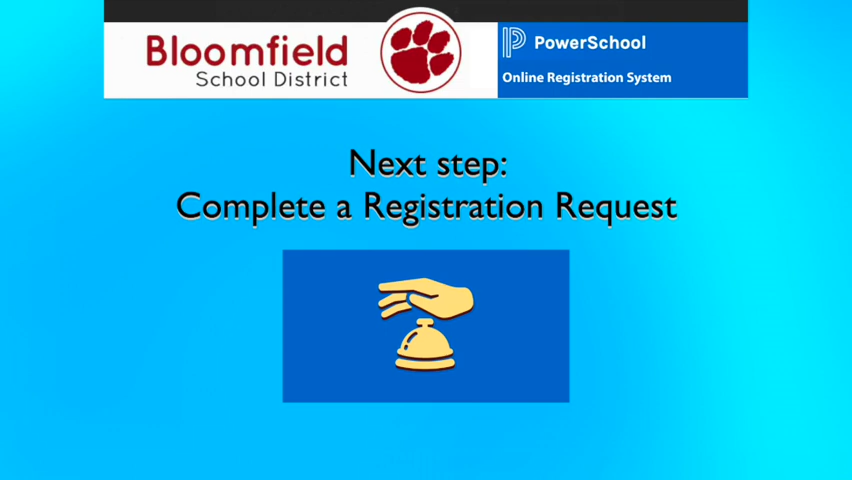 Bloomfield
School District
PowerSchool
Online Registration System
Next step:
Complete a Registration Request